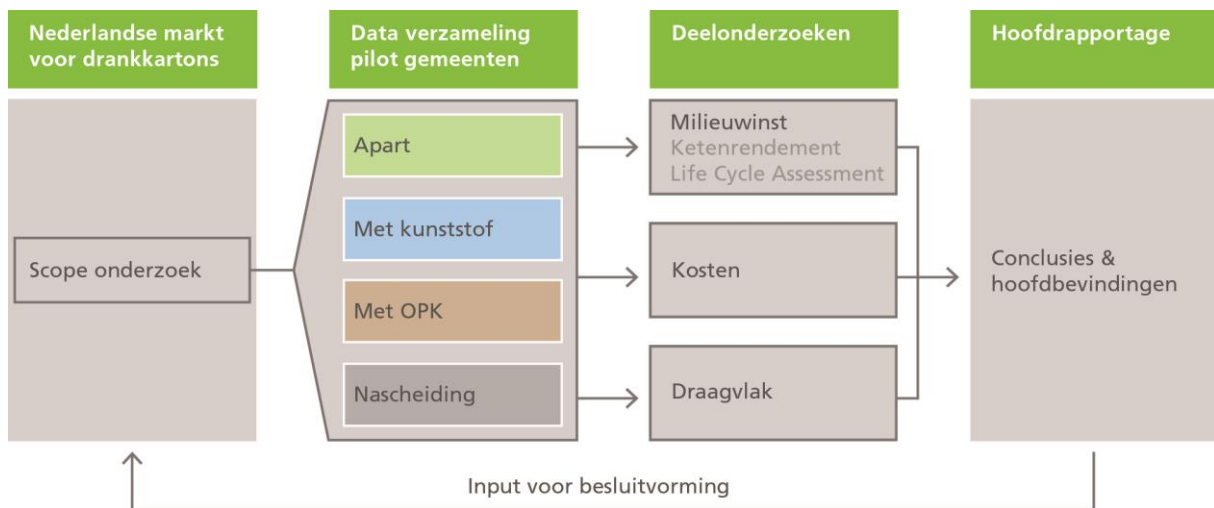 Nederlandse markt
voor drankkartons
Data verzameling
pilot gemeenten
Deelonderzoeken
Hoofdrapportage
Scope onderzoek
Apart
Met kunststof
Met OPK
Nascheiding
Milieuwinst
Ketenrendement
Life Cycle Assessment
Kosten
Draagvlak
Conclusies &
hoofdbevindingen
Input voor besluitvorming